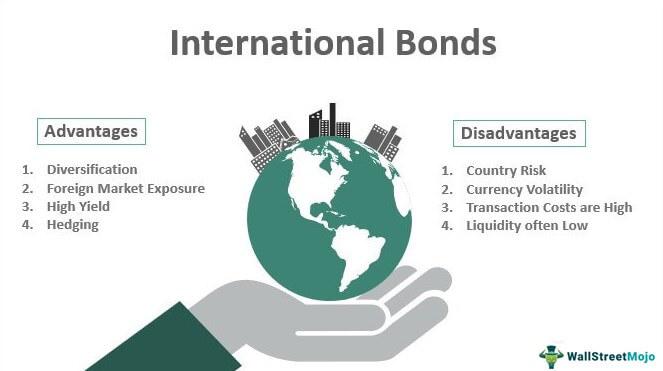 International Bonds
Advantages
1. Diversification
2. Foreign Market Exposure
3. High Yield
4. Hedging
Disadvantages
1. Country Risk
2. Currency Volatility
3. Transaction Costs are High
4. Liquidity often Low
WallStreetMojo